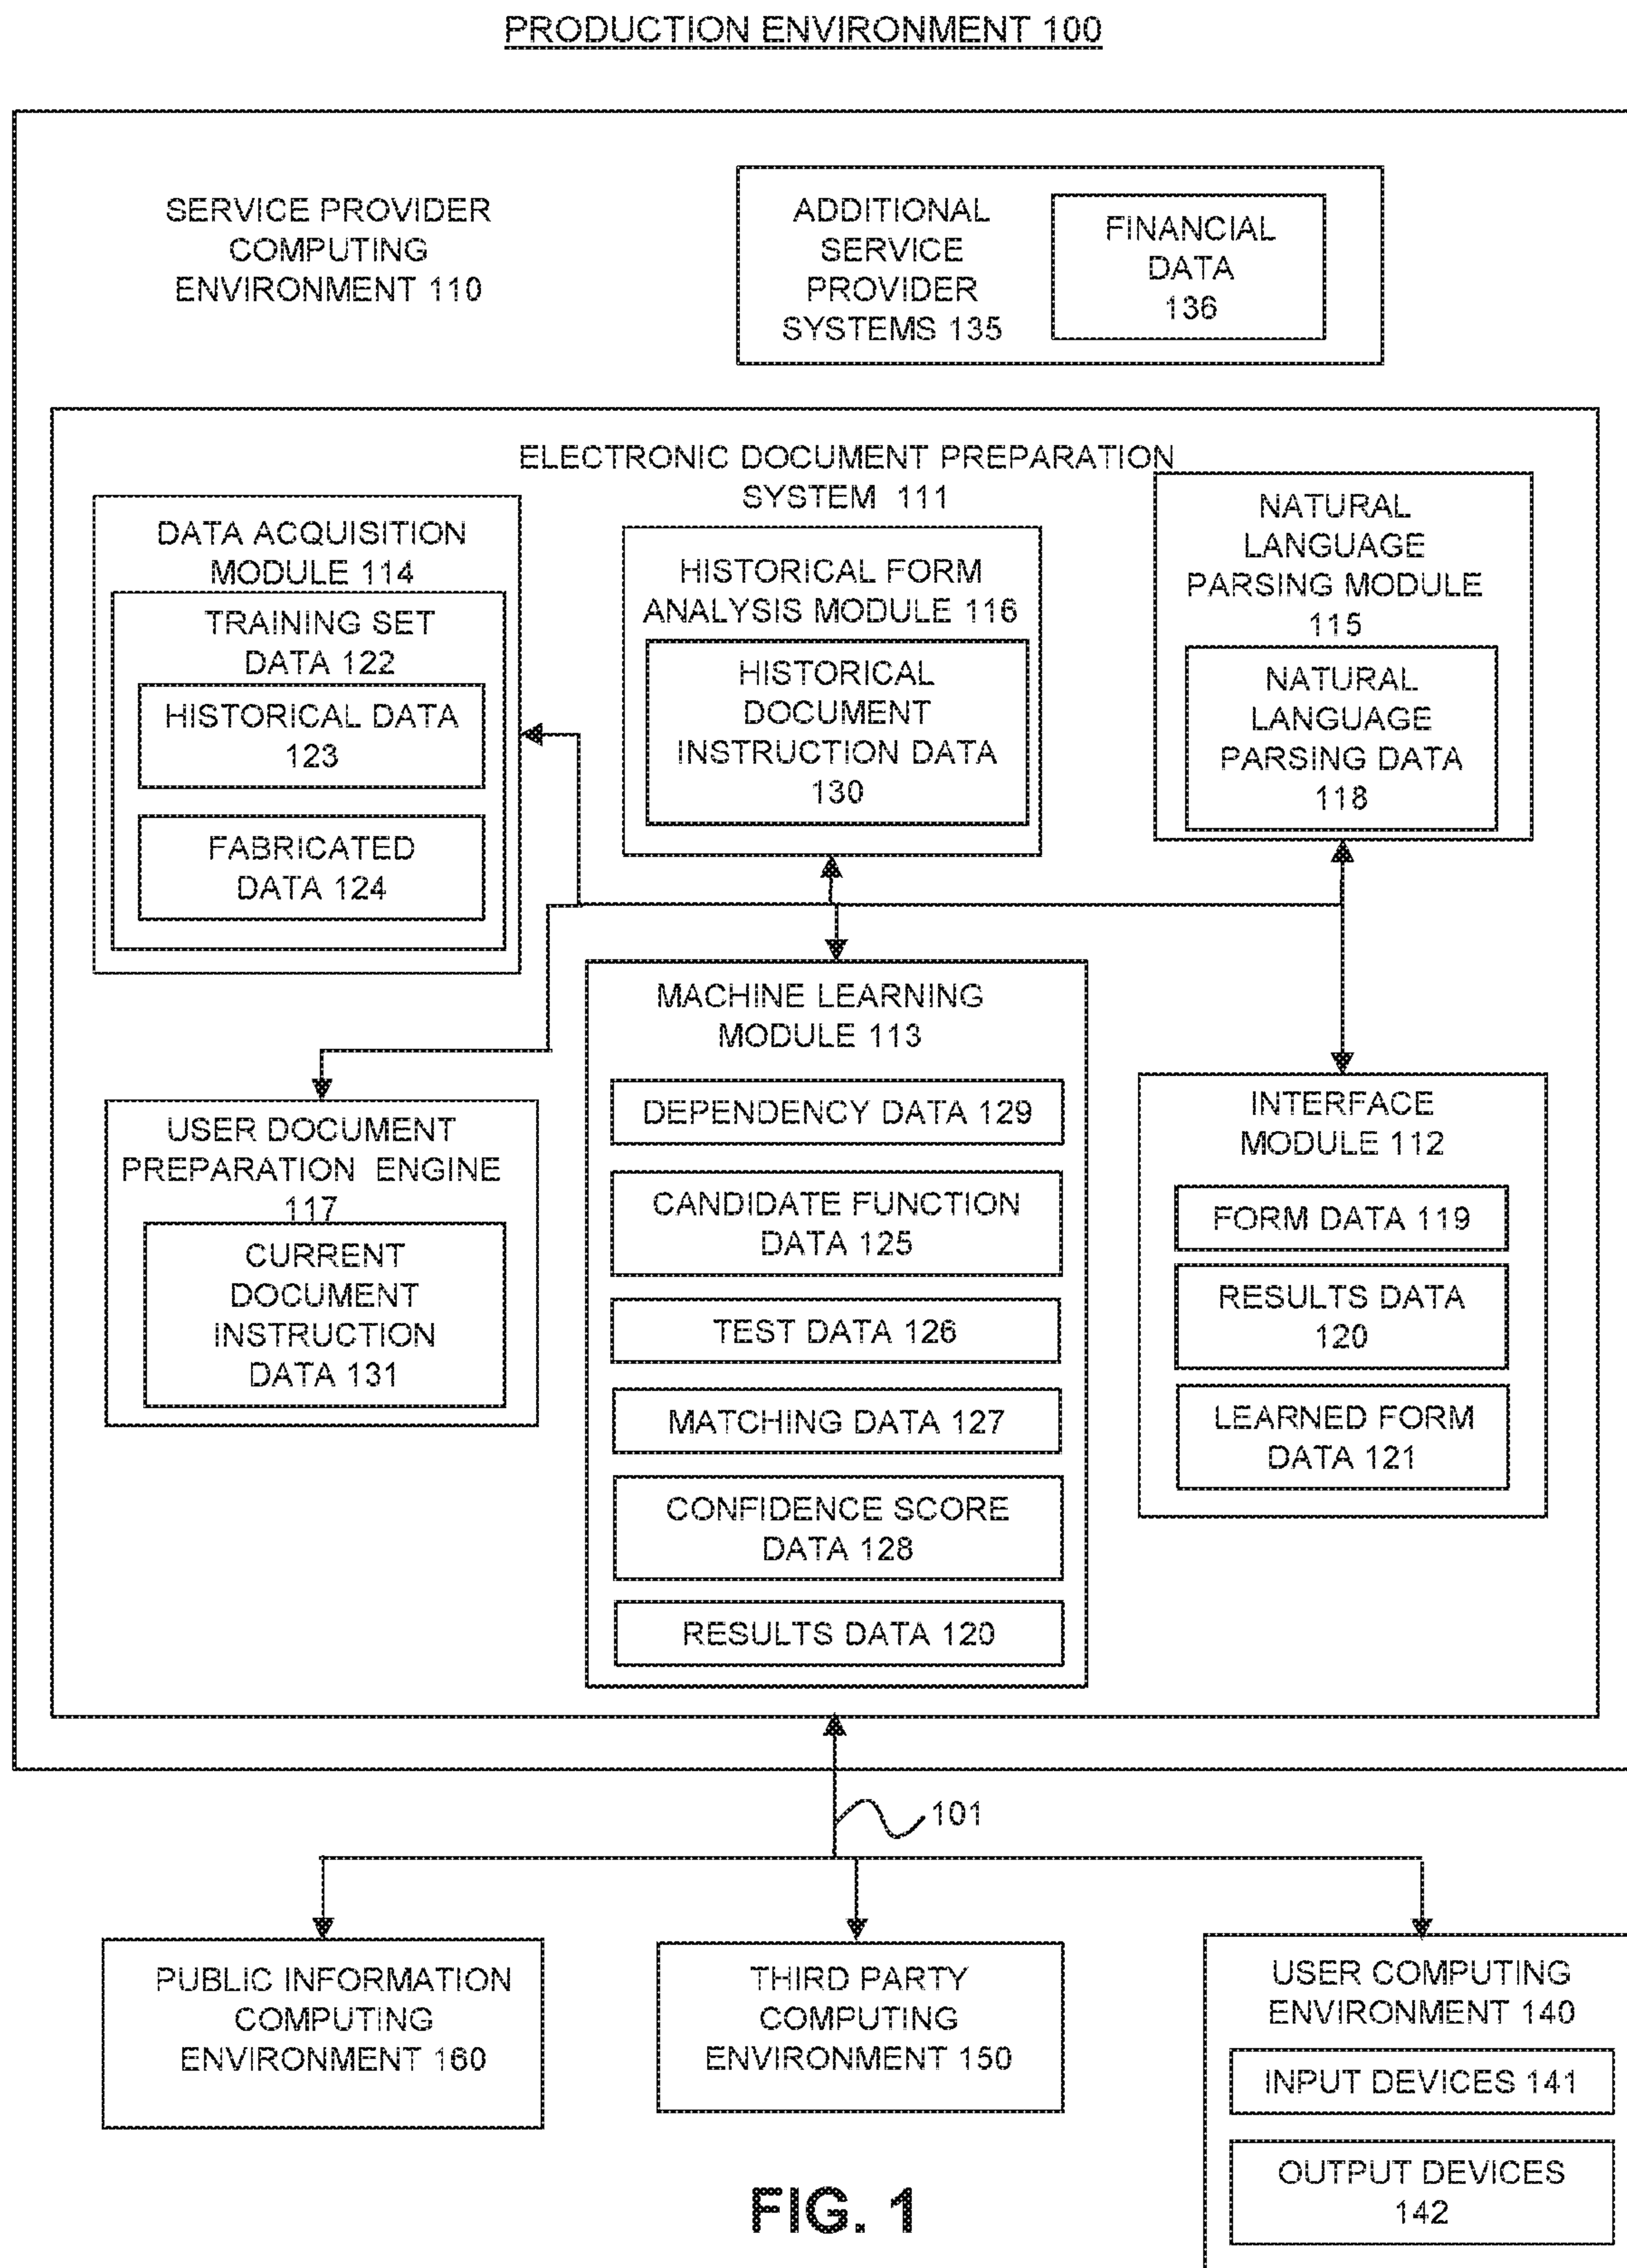 PRODUCTION ENVIRONMENT 100
SERVICE PROVIDER
COMPUTING
ENVIRONMENT 110
ADDITIONAL
SERVICE
PROVIDER
SYSTEMS 135
FINANCIAL
DATA
136
ELECTRONIC DOCUMENT PREPARATION
SYSTEM 111
DATA ACQUISITION
MODULE 114
TRAINING SET
DATA 122
HISTORICAL DATA
123
FABRICATED
DATA 124
HISTORICAL FORM
ANALYSIS MODULE 116
HISTORICAL
DOCUMENT
INSTRUCTION DATA
130
NATURAL
LANGUAGE
PARSING MODULE
115
NATURAL
LANGUAGE
PARSING DATA
118
USER DOCUMENT
PREPARATION ENGINE
117
CURRENT
DOCUMENT
INSTRUCTION
DATA 131
MACHINE LEARNING
MODULE 113
DEPENDENCY DATA 129
CANDIDATE FUNCTION
DATA 125
TEST DATA 126
MATCHING DATA 127
CONFIDENCE SCORE
DATA 128
RESULTS DATA 120
INTERFACE
MODULE 112
FORM DATA 119
RESULTS DATA
120
LEARNED FORM
DATA 121
101
PUBLIC INFORMATION
COMPUTING
ENVIRONMENT 160
THIRD PARTY
COMPUTING
ENVIRONMENT 150
USER COMPUTING
ENVIRONMENT 140
INPUT DEVICES 141
OUTPUT DEVICES
142
FIG. 1